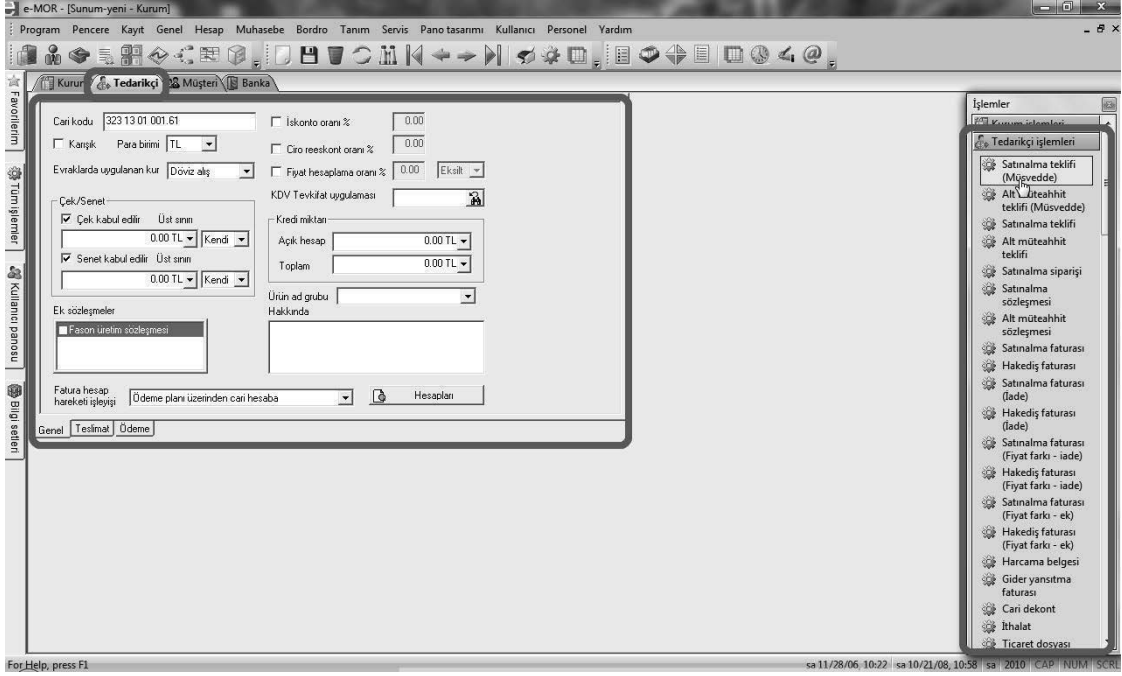 e-MOR - [Sunum-yeni - Kurum]
Program Pencere Kayıt Genel Hesap Muhasebe Bordro Tanım Servis Pano tasarımı Kullanıcı Personel Yardım
Kurum Tedarikçi Müşteri Banka
Favorilerim
Tüm işlemler
Kullanıcı panosu
Bilgi setleri
Cari kodu 323 13 01 001.61
Karışık Para birimi TL
Evraklarda uygulanan kur Döviz alış
Çek/Senet
Çek kabul edilir Üst sınırı
0.00 TL Kendi
Senet kabul edilir Üst sınırı
0.00 TL Kendi
Ek sözleşmeler
Fason üretim sözleşmesi
İskonto oranı % 0.00
Ciro reeskont oranı % 0.00
Fiyat hesaplama oranı % 0.00 Eksilt
KDV Tevkifat uygulaması
Kredi miktarı
Açık hesap 0.00 TL
Toplam 0.00 TL
Ürün ad grubu
Hakkında
Fatura hesap
hareketi işleyişi Ödeme planı üzerinden cari hesaba Hesapları
Genel Teslimat Ödeme
İşlemler
Kurum işlemleri
Tedarikçi işlemleri
Satınalma teklifi
(Müsvedde)
Alt müteahhit
teklifi (Müsvedde)
Satınalma teklifi
Alt müteahhit
teklifi
Satınalma siparişi
Satınalma
sözleşmesi
Alt müteahhit
sözleşmesi
Satınalma faturası
Hakediş faturası
Satınalma faturası
(İade)
Hakediş faturası
(İade)
Satınalma faturası
(Fiyat farkı - iade)
Hakediş faturası
(Fiyat farkı - iade)
Satınalma faturası
(Fiyat farkı - ek)
Hakediş faturası
(Fiyat farkı - ek)
Harcama belgesi
Gider yansıtma
faturası
Cari dekont
İthalat
Ticaret dosyası
For Help, press F1
sa 11/28/06, 10:22 sa 10/21/08, 10:58 sa 2010 CAP NUM SCRL